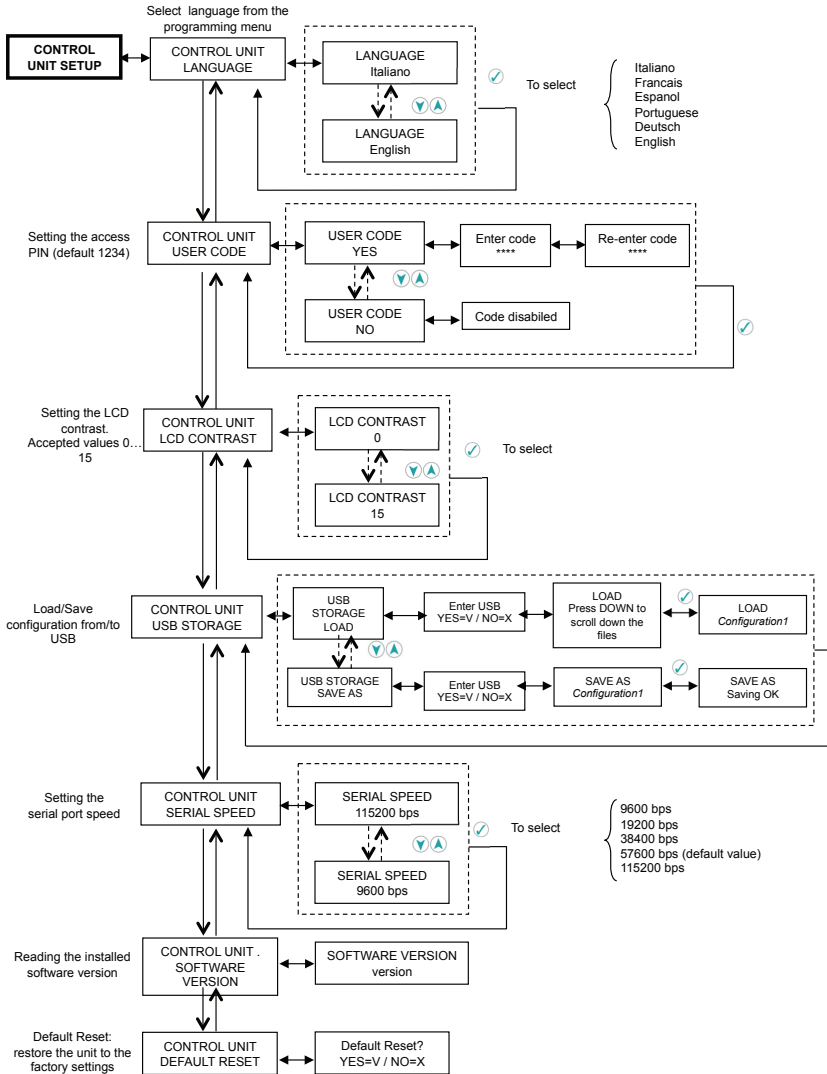 Select language from the
programming menu
CONTROL
UNIT SETUP
CONTROL UNIT
LANGUAGE
LANGUAGE
Italiano
LANGUAGE
English
To select
Italiano
Francais
Espanol
Portuguese
Deutsch
English
Setting the access
PIN (default 1234)
CONTROL UNIT
USER CODE
USER CODE
YES
Enter code
****
Re-enter code
****
USER CODE
NO
Code disabiled
Setting the LCD
contrast.
Accepted values 0…
15
CONTROL UNIT
LCD CONTRAST
LCD CONTRAST
0
LCD CONTRAST
15
To select
Load/Save
configuration from/to
USB
CONTROL UNIT
USB STORAGE
USB
STORAGE
LOAD
Enter USB
YES=V / NO=X
LOAD
Press DOWN to
scroll down the
files
LOAD
Configuration1
USB STORAGE
SAVE AS
Enter USB
YES=V / NO=X
SAVE AS
Configuration1
SAVE AS
Saving OK
Setting the
serial port speed
CONTROL UNIT
SERIAL SPEED
SERIAL SPEED
115200 bps
SERIAL SPEED
9600 bps
To select
9600 bps
19200 bps
38400 bps
57600 bps (default value)
115200 bps
Reading the installed
software version
CONTROL UNIT .
SOFTWARE
VERSION
SOFTWARE VERSION
version
Default Reset:
restore the unit to the
factory settings
CONTROL UNIT
DEFAULT RESET
Default Reset?
YES=V / NO=X